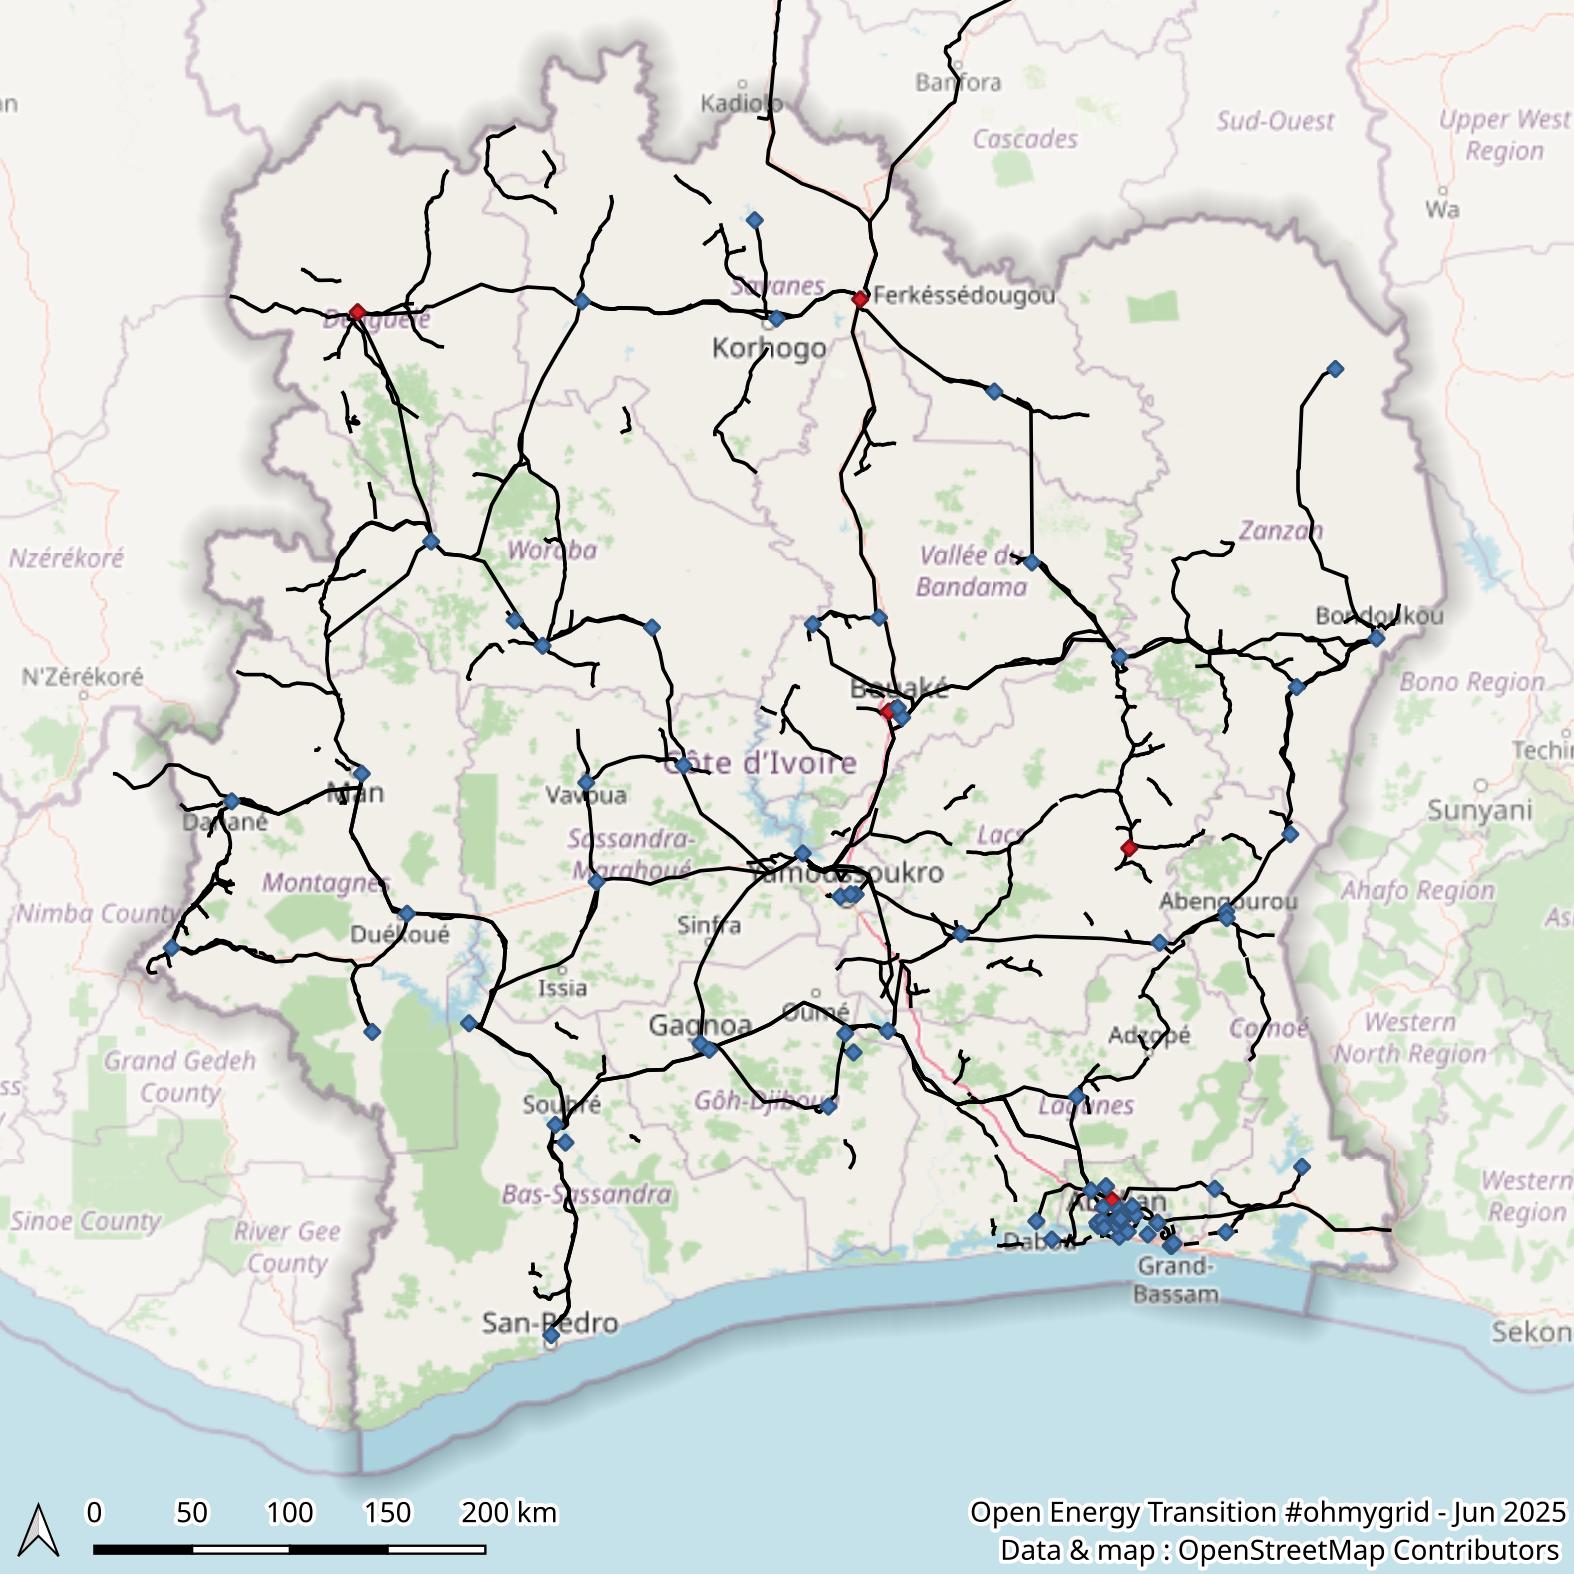 Kadiolo
Banfora
Cascades
Sud-Ouest
Upper West
Region
Wa
Savanes
Ferkéssédougou
Denguélé
Korhogo
Nzérékoré
Woroba
Vallée du
Bandama
Zanzan
Bondoukou
N'Zérékoré
Bouaké
Bono Region
Côte d'Ivoire
Man
Vavoua
Sunyani
Danané
Sassandra-
Marahoué
Lacs
Yamoussoukro
Montagnes
Ahafo Region
Abengourou
Nimba County
Sinfra
Duékoué
Issia
Oumé
Gagnoa
Adzopé
Comoé
Western
North Region
Grand Gedeh
County
Soubré
Gôh-Djiboua
Lagunes
Bas-Sassandra
Abidjan
Western
Region
Sinoe County
River Gee
County
Dabou
Grand-
Bassam
San-Pédro
0 50 100 150 200 km
Open Energy Transition #ohmygrid - Jun 2025
Data & map : OpenStreetMap Contributors